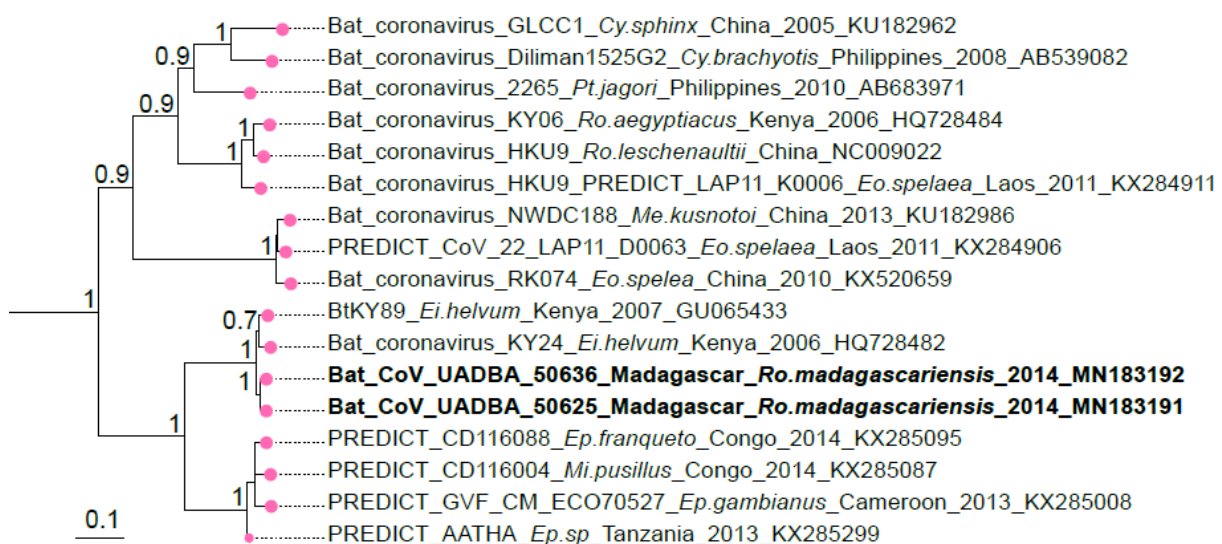 Bat_coronavirus_GLCC1_Cy.sphinx_China_2005_KU182962
0.9
Bat_coronavirus_Diliman1525G2_Cy.brachyotis_Philippines_2008_AB539082
Bat_coronavirus_2265_Pt.jagori_Philippines_2010_AB683971
0.9
1 Bat_coronavirus_KY06_Ro.aegyptiacus_Kenya_2006_HQ728484
1 Bat_coronavirus_HKU9_Ro.leschenaultii_China_NC009022
0.9 Bat_coronavirus_HKU9_PREDICT_LAP11_K0006_Eo.spelaea_Laos_2011_KX284911
Bat_coronavirus_NWDC188_Me.kusnotoi_China_2013_KU182986
1 PREDICT_CoV_22_LAP11_D0063_Eo.spelaea_Laos_2011_KX284906
Bat_coronavirus_RK074_Eo.spelea_China_2010_KX520659
1
BtKY89_Ei.helvum_Kenya_2007_GU065433
0.7
1 Bat_coronavirus_KY24_Ei.helvum_Kenya_2006_HQ728482
1 Bat_CoV_UADBA_50636_Madagascar_Ro.madagascariensis_2014_MN183192
Bat_CoV_UADBA_50625_Madagascar_Ro.madagascariensis_2014_MN183191
1
PREDICT_CD116088_Ep.franqueto_Congo_2014_KX285095
PREDICT_CD116004_Mi.pusillus_Congo_2014_KX285087
1 PREDICT_GVF_CM_ECO70527_Ep.gambianus_Cameroon_2013_KX285008
0.1
PREDICT_AATHA_Ep.sp_Tanzania_2013_KX285299